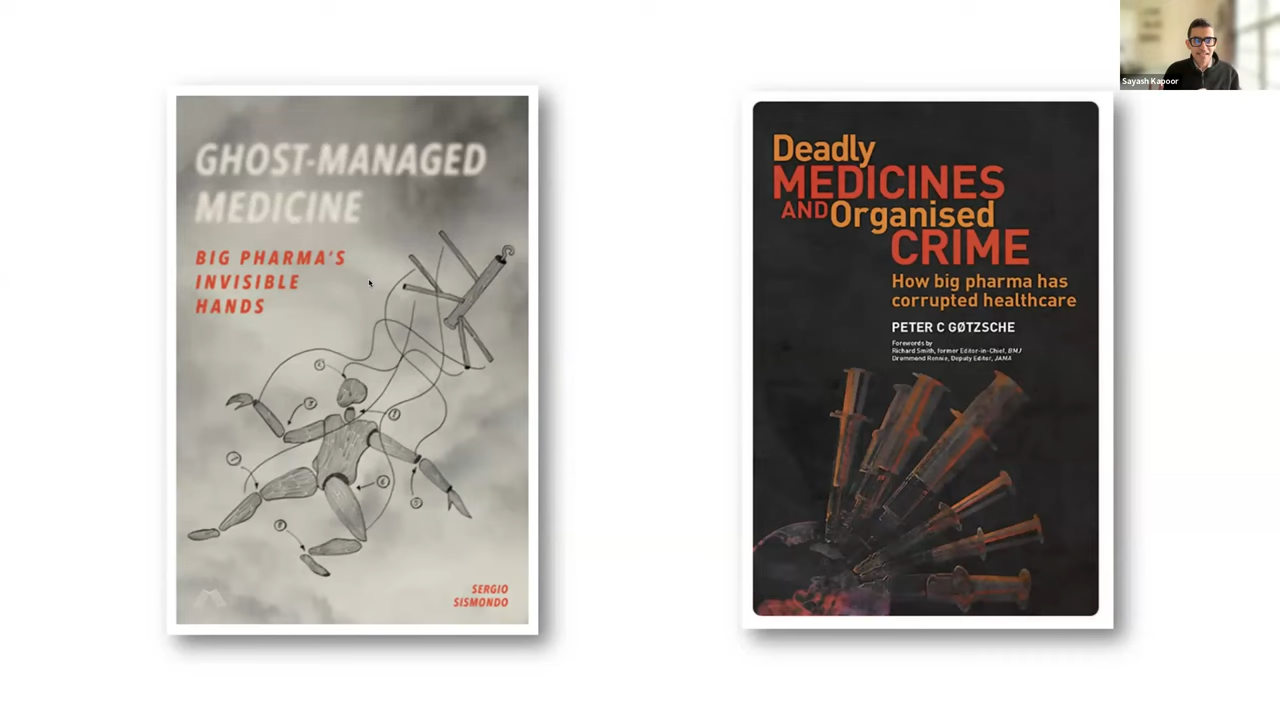 GHOST-MANAGED
MEDICINE
BIG PHARMA'S
INVISIBLE
HANDS
SERGIO
SISMONDO
Deadly
MEDICINES
AND Organised
CRIME
How big pharma has
corrupted healthcare
PETER C GØTZSCHE
Forewords by
Richard Smith, former Editor-in-Chief, BMJ
Drummond Rennie, Deputy Editor, JAMA
Sayash Kapoor